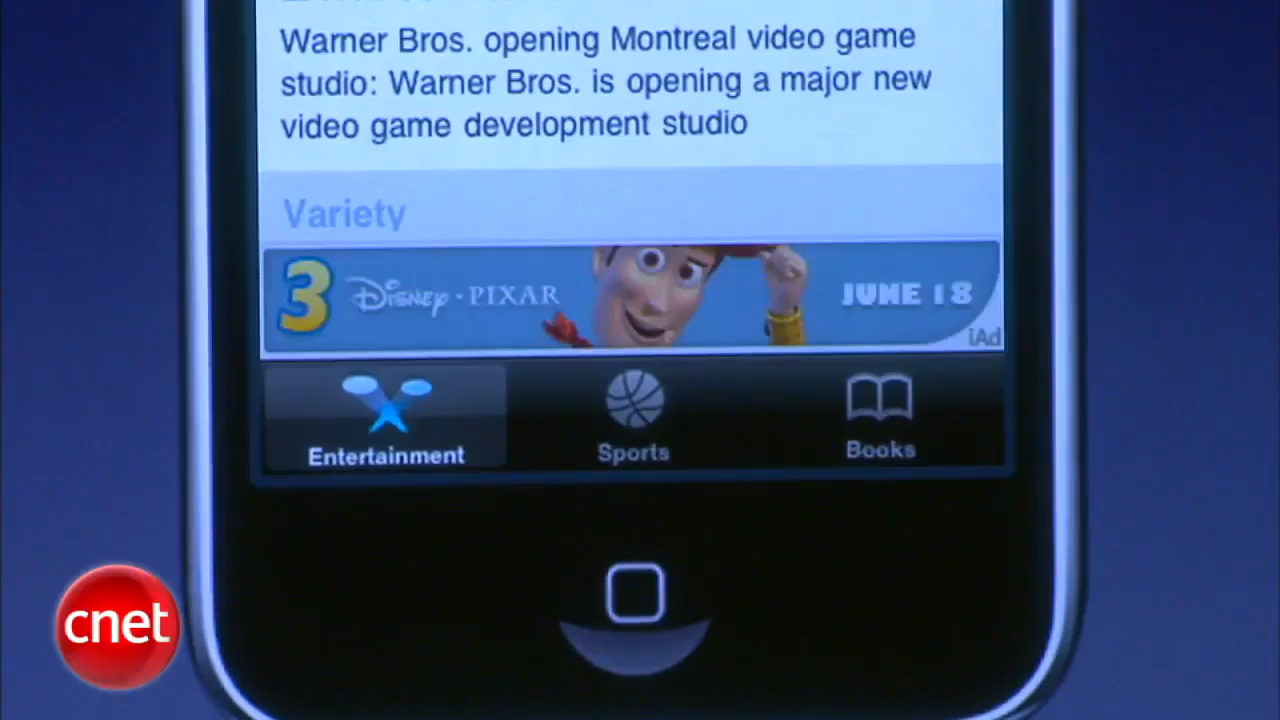 Warner Bros. opening Montreal video game
studio: Warner Bros. is opening a major new
video game development studio
Variety
3 DISNEY · PIXAR JUNE 18
iAd
Entertainment Sports Books
cnet